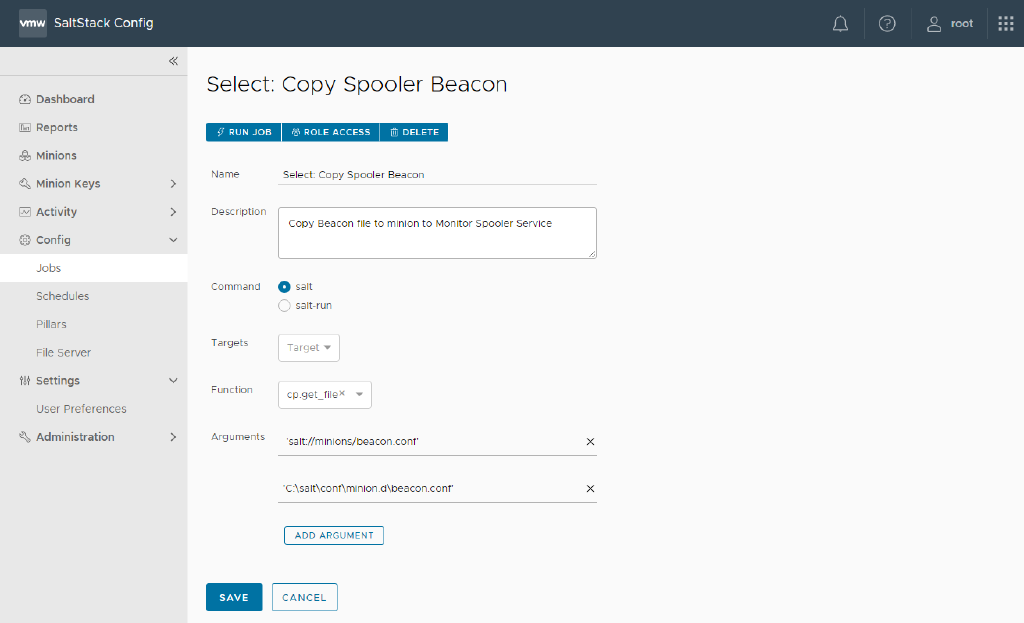 vmw SaltStack Config
root
Dashboard
Reports
Minions
Minion Keys
Activity
Config
Jobs
Schedules
Pillars
File Server
Settings
User Preferences
Administration
Select: Copy Spooler Beacon
RUN JOB ROLE ACCESS DELETE
Name Select: Copy Spooler Beacon
Description Copy Beacon file to minion to Monitor Spooler Service
Command salt
salt-run
Targets Target
Function cp.get_file
Arguments 'salt://minions/beacon.conf'
'C:\salt\conf\minion.d\beacon.conf'
ADD ARGUMENT
SAVE CANCEL